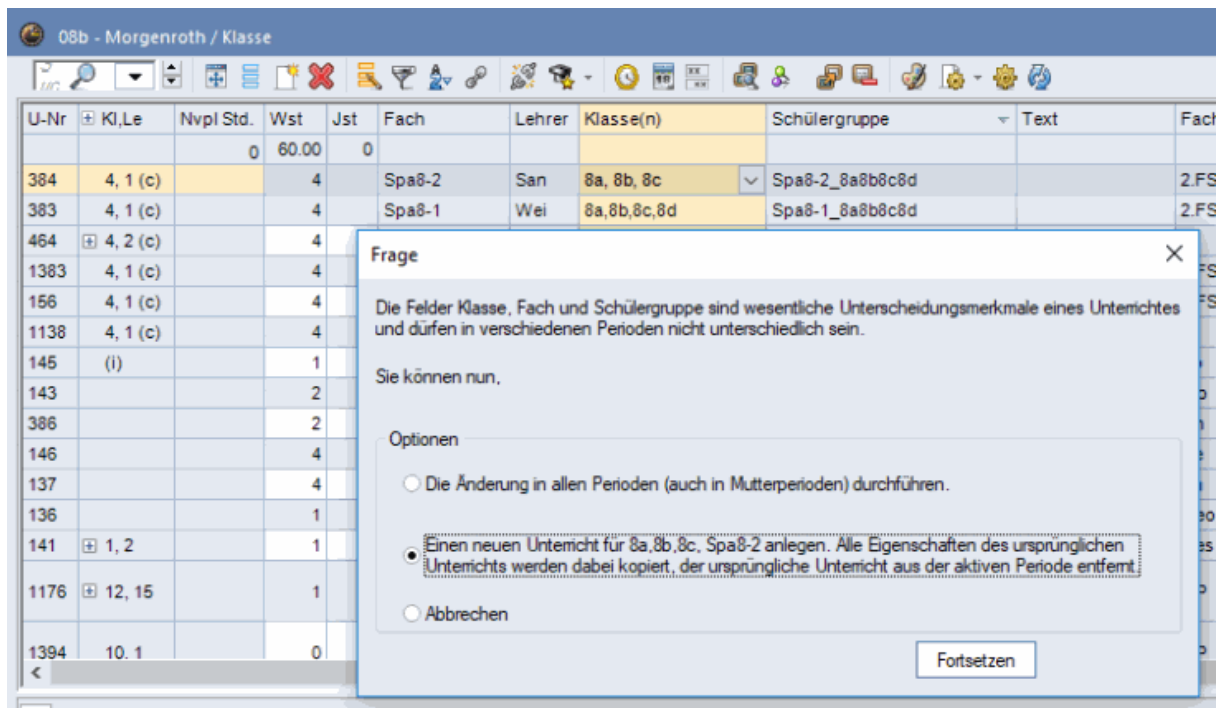 08b - Morgenroth / Klasse
U-Nr Kl,Le Nvpl Std. Wst Jst Fach Lehrer Klasse(n) Schülergruppe Text Fach
0 60.00 0
384 4, 1 (c) 4 Spa8-2 San 8a, 8b, 8c Spa8-2_8a8b8c8d 2.FS
383 4, 1 (c) 4 Spa8-1 Wei 8a,8b,8c,8d Spa8-1_8a8b8c8d 2.FS
464 4, 2 (c) 4
1383 4, 1 (c) 4
156 4, 1 (c) 4
1138 4, 1 (c) 4
145 (i) 1
143 2
386 2
146 4
137 4
136 1
141 1, 2 1
1176 12, 15 1
1394 10, 1 0
Frage
Die Felder Klasse, Fach und Schülergruppe sind wesentliche Unterscheidungsmerkmale eines Unterrichtes
und dürfen in verschiedenen Perioden nicht unterschiedlich sein.
Sie können nun,
Optionen
Die Änderung in allen Perioden (auch in Mutterperioden) durchführen.
Einen neuen Unterricht für 8a,8b,8c, Spa8-2 anlegen. Alle Eigenschaften des ursprünglichen
Unterrichts werden dabei kopiert, der ursprüngliche Unterricht aus der aktiven Periode entfernt.
Abbrechen
Fortsetzen